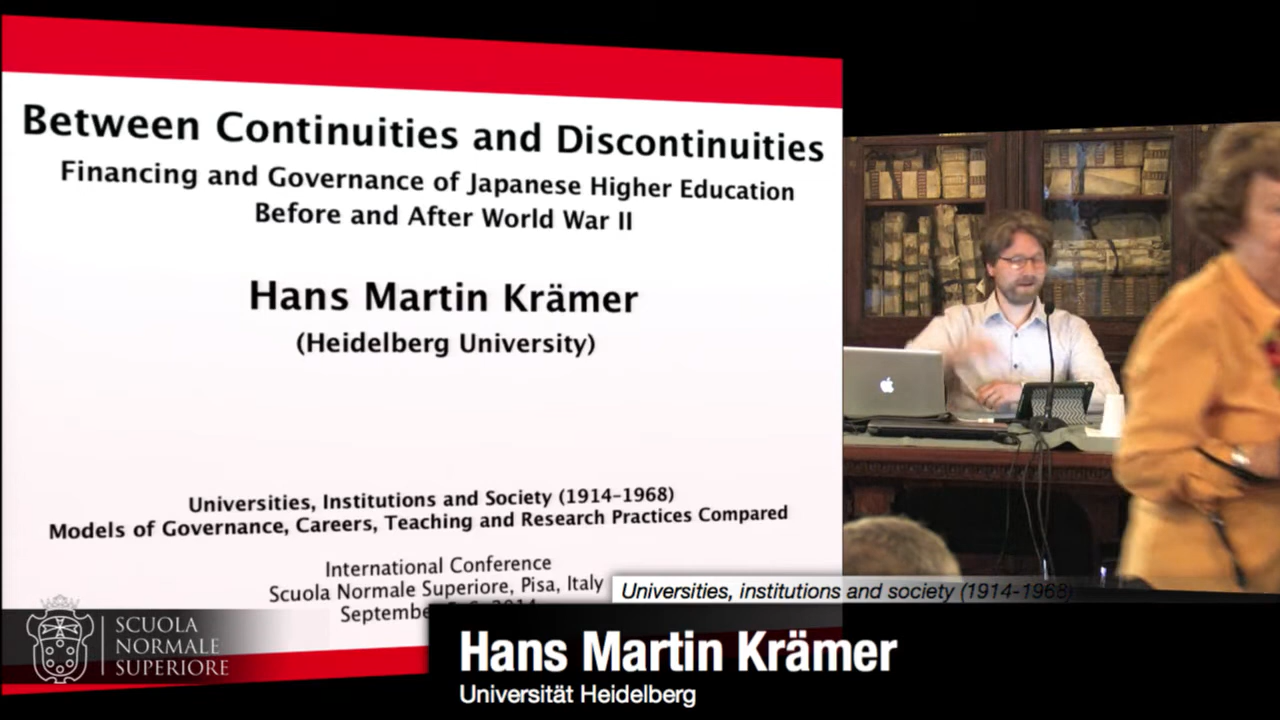 Between Continuities and Discontinuities
Financing and Governance of Japanese Higher Education
Before and After World War II
Hans Martin Krämer
(Heidelberg University)
Universities, Institutions and Society (1914–1968)
Models of Governance, Careers, Teaching and Research Practices Compared
International Conference
Scuola Normale Superiore, Pisa, Italy
September 2014
Universities, institutions and society (1914-1968)
SCUOLA
NORMALE
SUPERIORE
Hans Martin Krämer
Universität Heidelberg